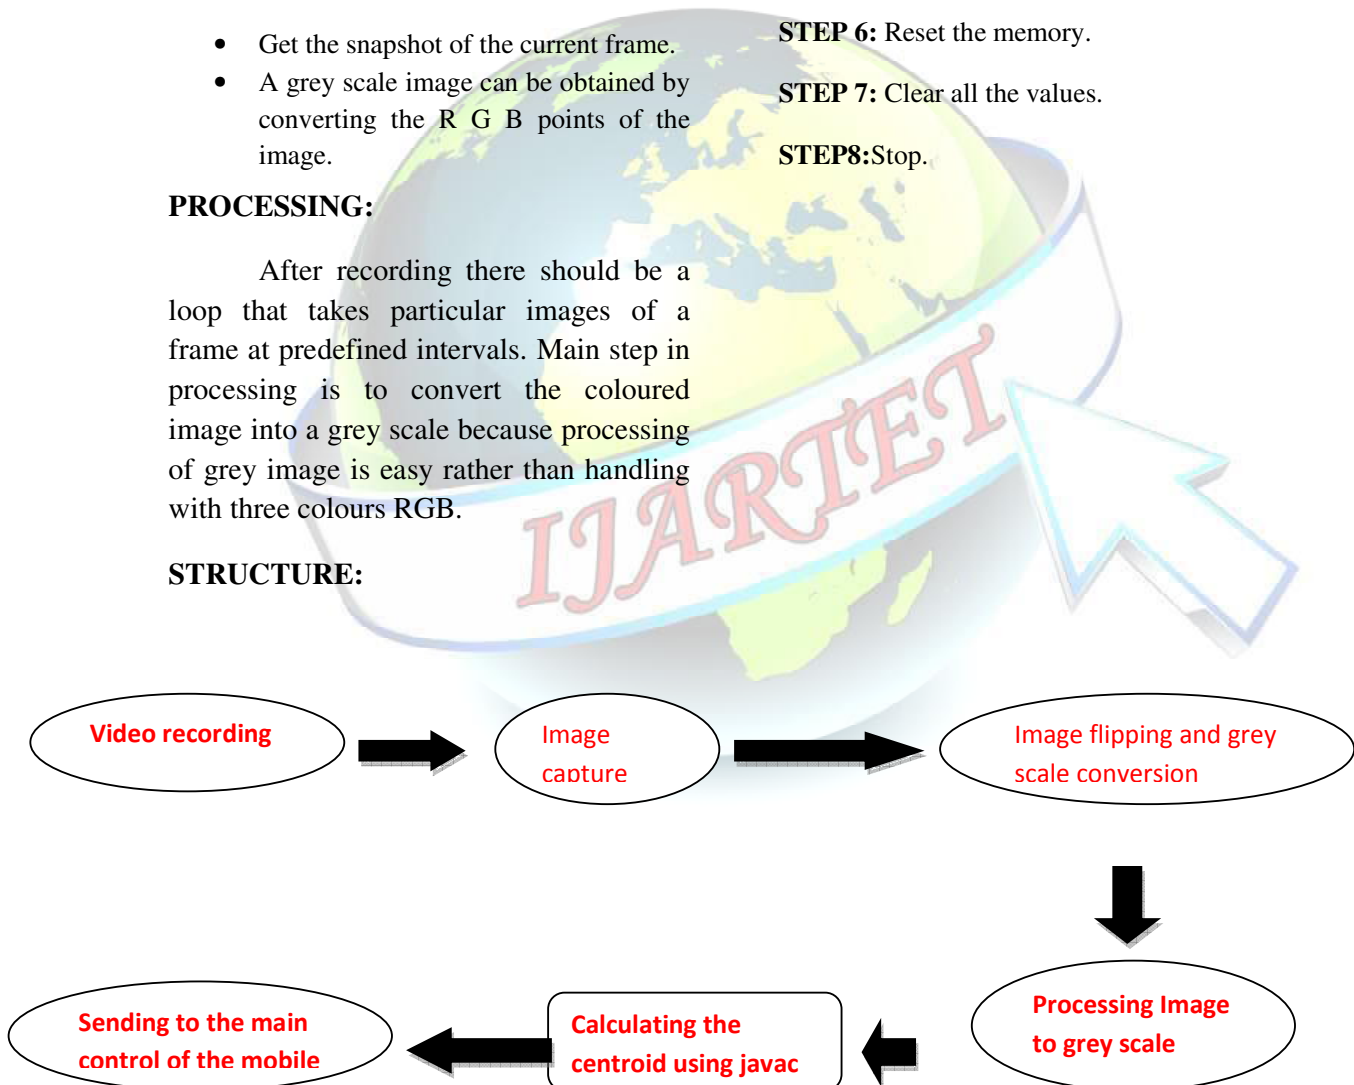 • Get the snapshot of the current frame.
• A grey scale image can be obtained by
converting the R G B points of the
image.
PROCESSING:
After recording there should be a
loop that takes particular images of a
frame at predefined intervals. Main step in
processing is to convert the coloured
image into a grey scale because processing
of grey image is easy rather than handling
with three colours RGB.
STRUCTURE:
STEP 6: Reset the memory.
STEP 7: Clear all the values.
STEP8:Stop.
IJARTET
Video recording
Image
capture
Image flipping and grey
scale conversion
Processing Image
to grey scale
Calculating the
centroid using javac
Sending to the main
control of the mobile